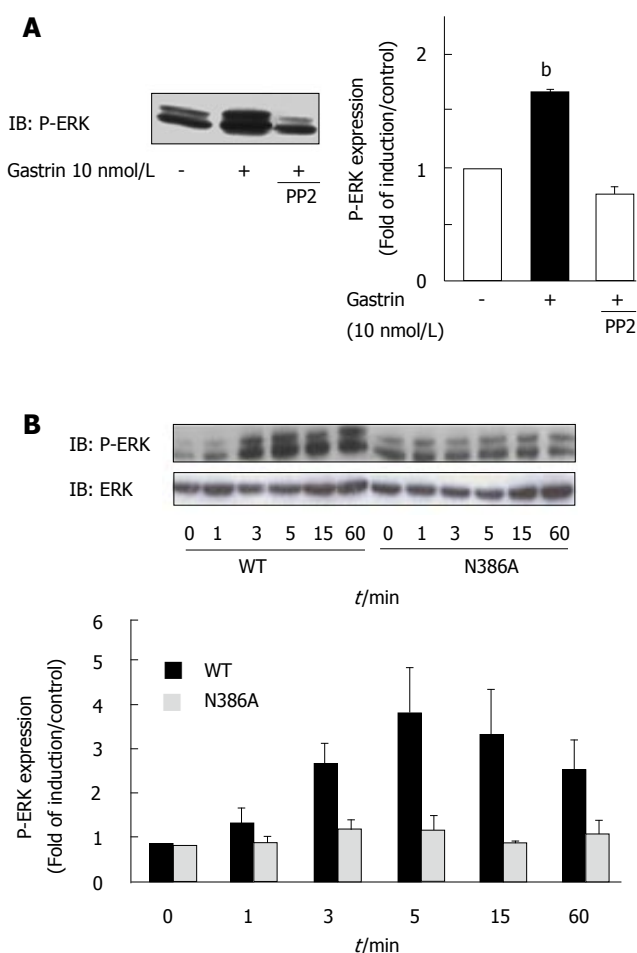 A
IB: P-ERK
Gastrin 10 nmol/L - + +
PP2
P-ERK expression
(Fold of induction/control)
2
1
0
b
Gastrin - + +
(10 nmol/L) PP2
B
IB: P-ERK
IB: ERK
0 1 3 5 15 60 0 1 3 5 15 60
WT N386A
t/min
P-ERK expression
(Fold of induction/control)
6
5
4
3
2
1
0
WT
N386A
0 1 3 5 15 60
t/min